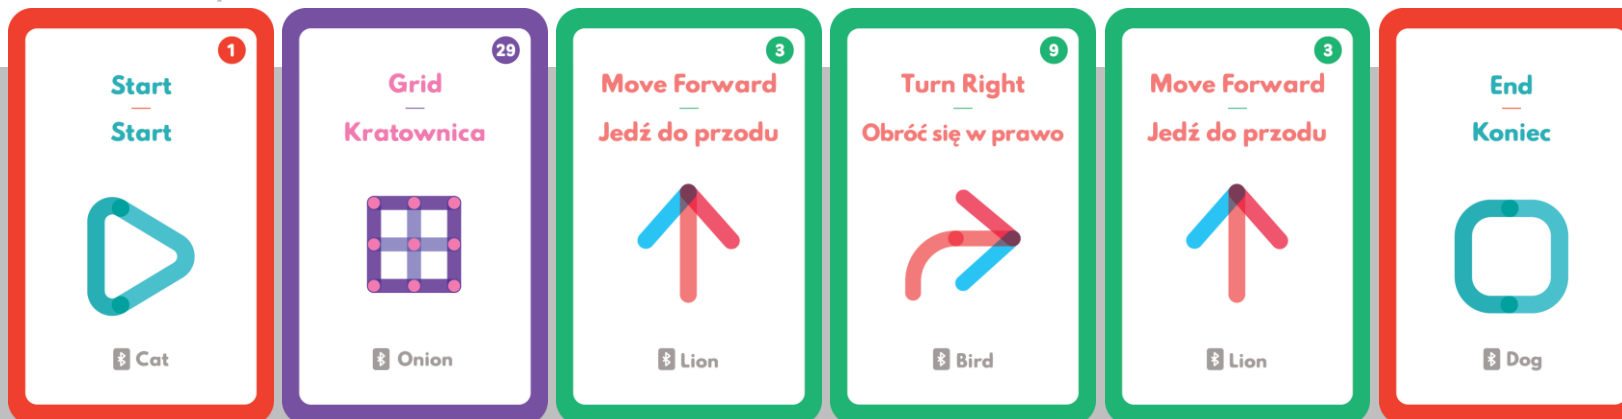 1
Start
Start
Cat
29
Grid
Kratownica
Onion
3
Move Forward
Jedź do przodu
Lion
9
Turn Right
Obróć się w prawo
Bird
3
Move Forward
Jedź do przodu
Lion
End
Koniec
Dog